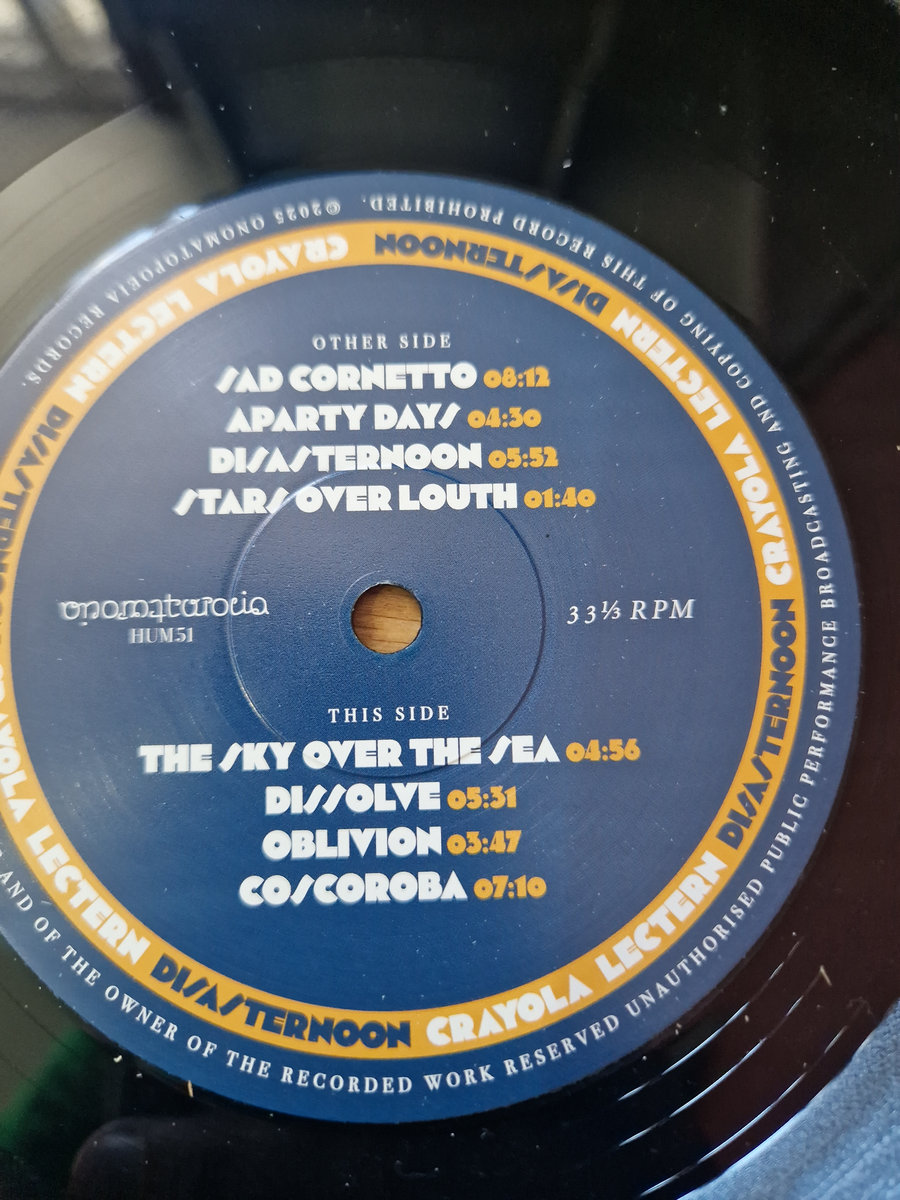 OTHER SIDE
SAD CORNETTO 08:12
APARTY DAYS 04:30
DISASTERNOON 05:52
STARS OVER LOUTH 01:40
onomatopoeia
HUM51
33⅓ RPM
THIS SIDE
THE SKY OVER THE SEA 04:56
DISSOLVE 05:31
OBLIVION 03:47
COSCOROBA 07:10
CRAYOLA LECTERN DISASTERNOON CRAYOLA LECTERN DISASTERNOON CRAYOLA LECTERN DISASTERNOON CRAYOLA LECTERN DISASTERNOON
©2025 ONOMATOPOEIA RECORDS.
AND OF THE OWNER OF THE RECORDED WORK RESERVED UNAUTHORISED PUBLIC PERFORMANCE BROADCASTING AND COPYING OF THIS RECORD PROHIBITED.